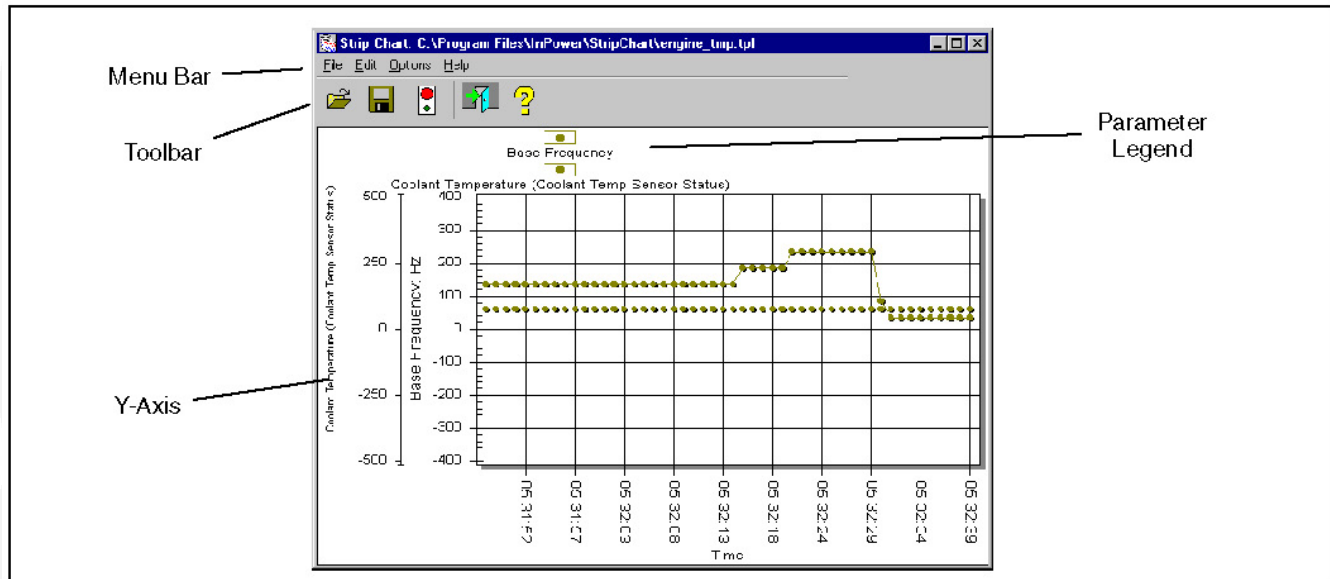 Strip Chart. C:\Program Files\InPower\StripChart\engine_tmp.tpl
Menu Bar
File Edit Options Help
Toolbar
Parameter
Legend
Base Frequency
Coolant Temperature (Coolant Temp Sensor Status)
Y-Axis
Coolant Temperature (Coolant Temp Sensor Status)
500
250
0
-250
-500
Base Frequency, Hz
400
300
200
100
0
-100
-200
-300
-400
05:31:52
05:31:57
05:32:03
05:32:08
05:32:13
05:32:18
05:32:24
05:32:29
05:32:34
05:32:39
Time